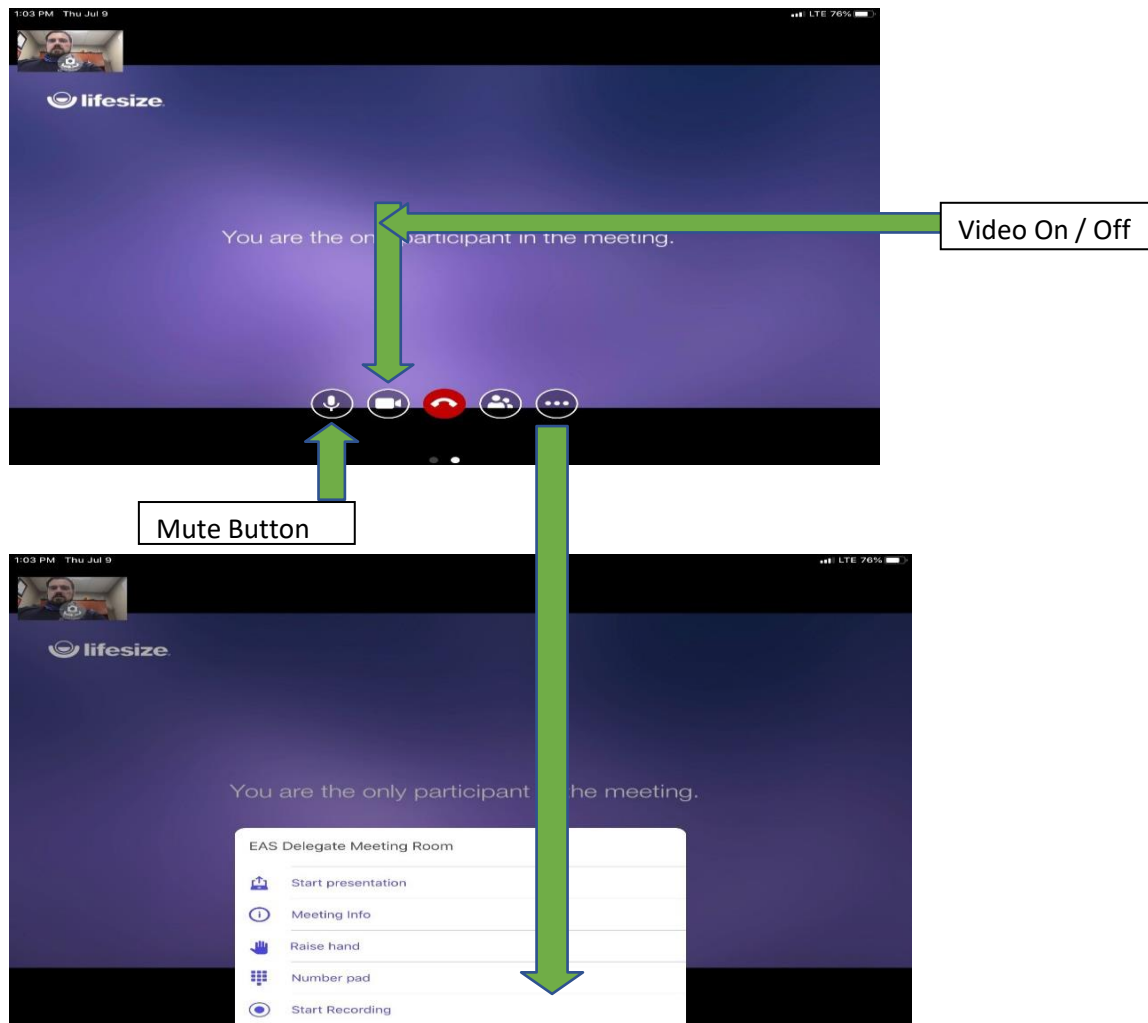 1:03 PM Thu Jul 9 LTE 76%
lifesize
You are the only participant in the meeting.
Video On / Off
Mute Button
1:03 PM Thu Jul 9 LTE 76%
lifesize
You are the only participant the meeting.
EAS Delegate Meeting Room
Start presentation
Meeting Info
Raise hand
Number pad
Start Recording